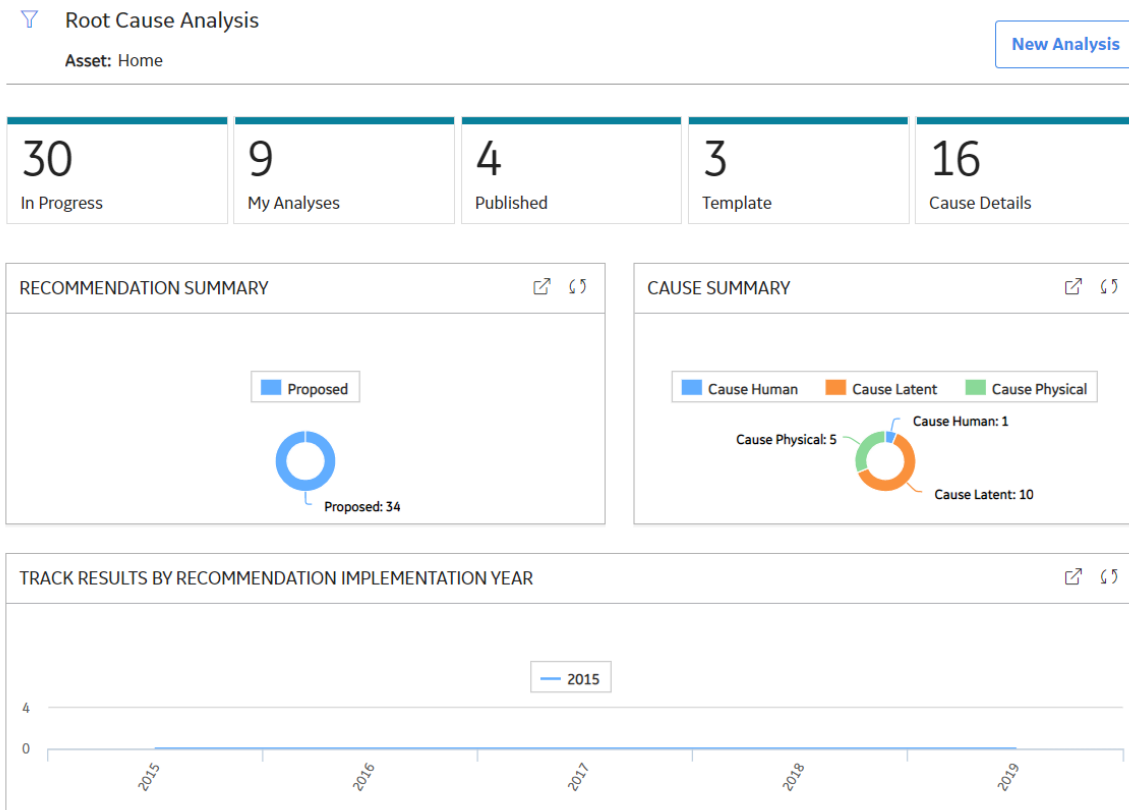 Root Cause Analysis
Asset: Home
New Analysis
30
In Progress
9
My Analyses
4
Published
3
Template
16
Cause Details
RECOMMENDATION SUMMARY
Proposed
Proposed: 34
CAUSE SUMMARY
Cause Human Cause Latent Cause Physical
Cause Human: 1
Cause Physical: 5
Cause Latent: 10
TRACK RESULTS BY RECOMMENDATION IMPLEMENTATION YEAR
2015
4
0
2015 2016 2017 2018 2019